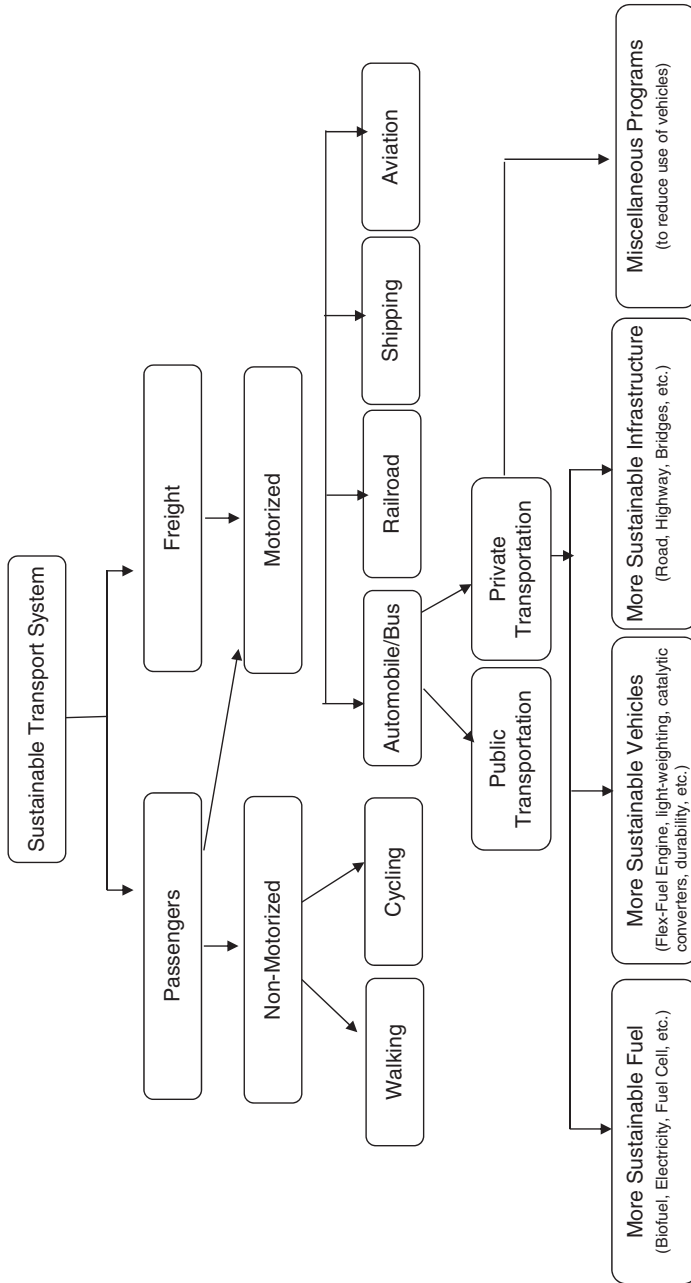 Sustainable Transport System
Passengers
Freight
Non-Motorized
Motorized
Walking
Cycling
Automobile/Bus
Railroad
Shipping
Aviation
Public
Transportation
Private
Transportation
More Sustainable Fuel
(Biofuel, Electricity, Fuel Cell, etc.)
More Sustainable Vehicles
(Flex-Fuel Engine, light-weighting, catalytic
converters, durability, etc.)
More Sustainable Infrastructure
(Road, Highway, Bridges, etc.)
Miscellaneous Programs
(to reduce use of vehicles)